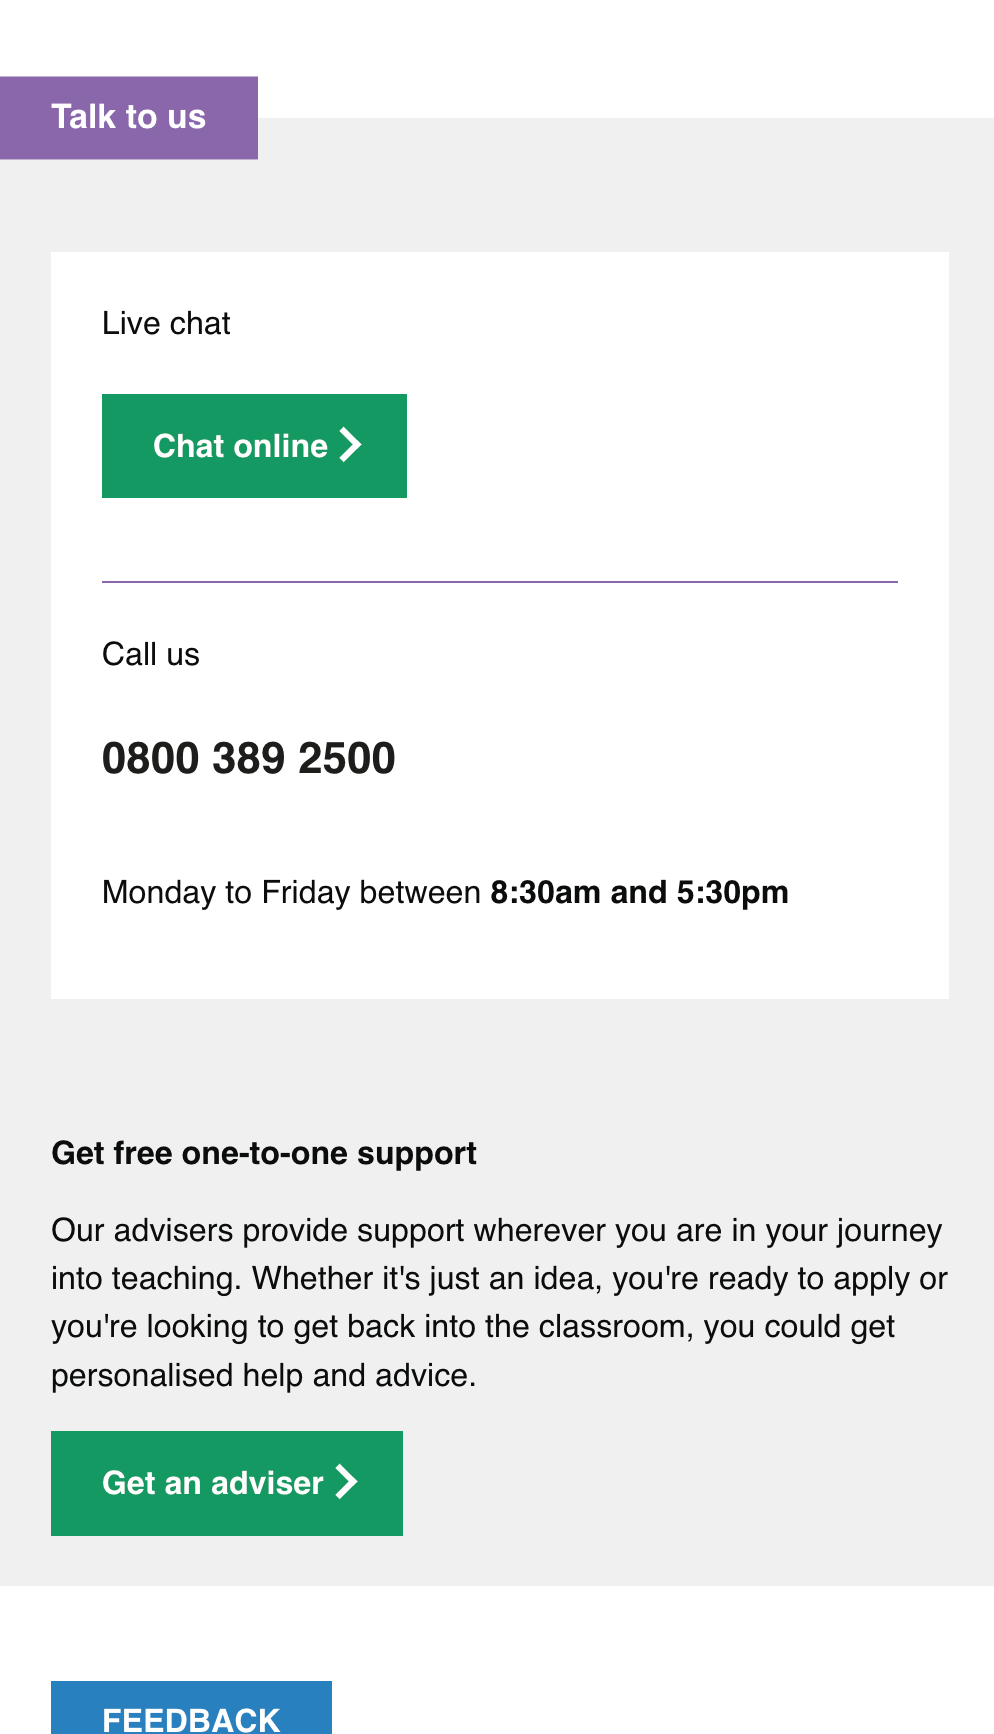 Talk to us
Live chat
Chat online
Call us
0800 389 2500
Monday to Friday between 8:30am and 5:30pm
Get free one-to-one support
Our advisers provide support wherever you are in your journey
into teaching. Whether it's just an idea, you're ready to apply or
you're looking to get back into the classroom, you could get
personalised help and advice.
Get an adviser
FEEDBACK